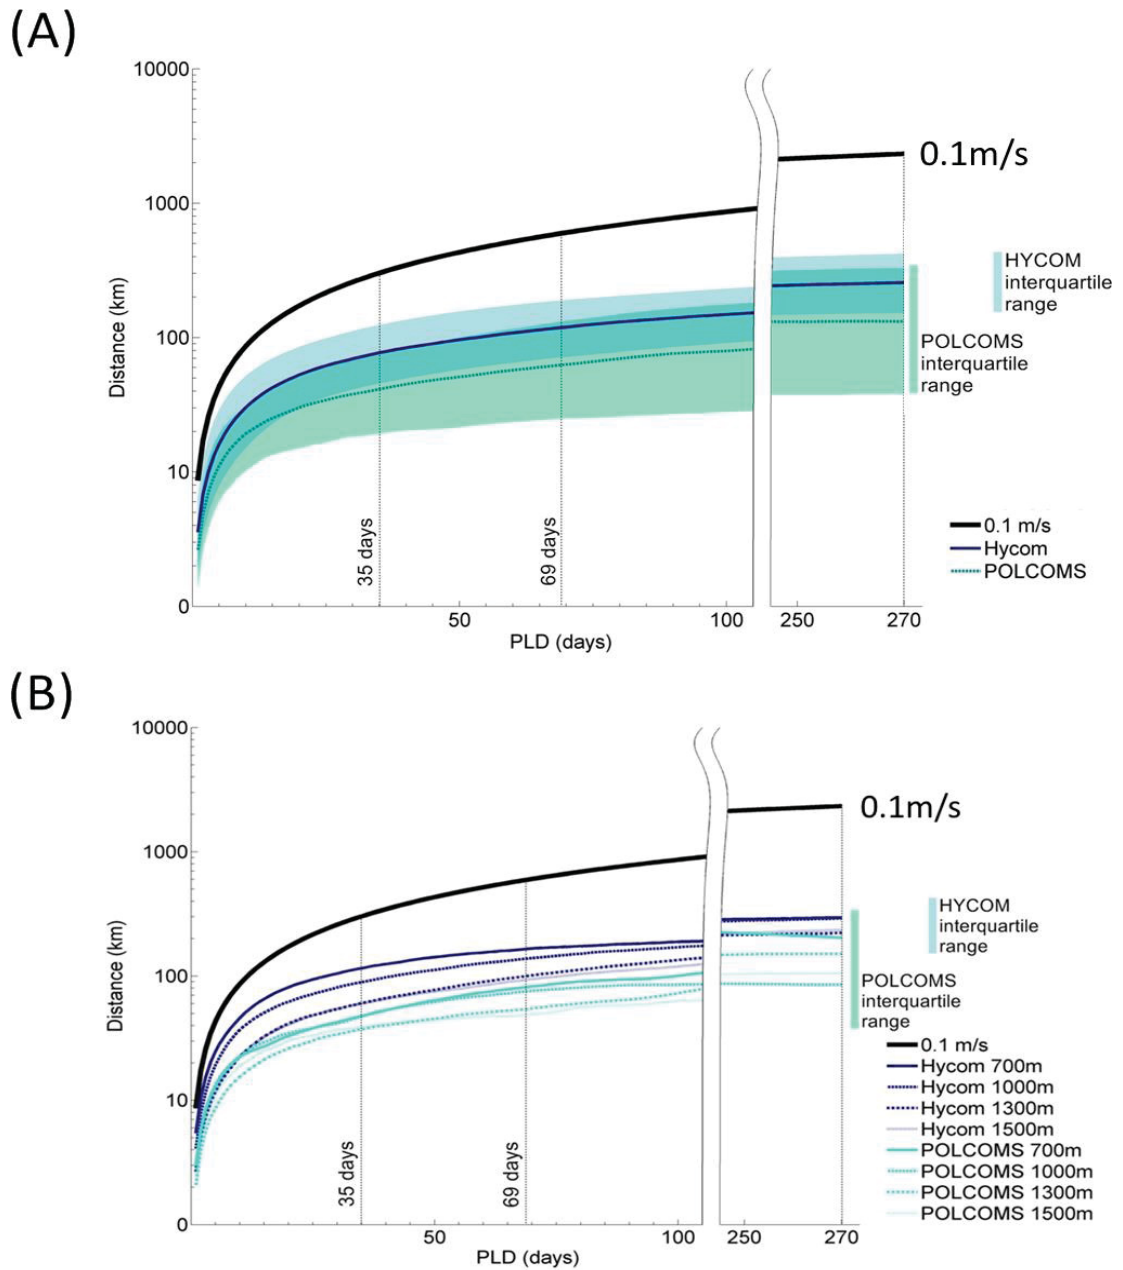 (A)
10000
1000
100
10
0
Distance (km)
35 days
69 days
50
100
250
270
PLD (days)
0.1m/s
HYCOM
interquartile
range
POLCOMS
interquartile
range
0.1 m/s
Hycom
POLCOMS
(B)
10000
1000
100
10
0
Distance (km)
35 days
69 days
50
100
250
270
PLD (days)
0.1m/s
HYCOM
interquartile
range
POLCOMS
interquartile
range
0.1 m/s
Hycom 700m
Hycom 1000m
Hycom 1300m
Hycom 1500m
POLCOMS 700m
POLCOMS 1000m
POLCOMS 1300m
POLCOMS 1500m